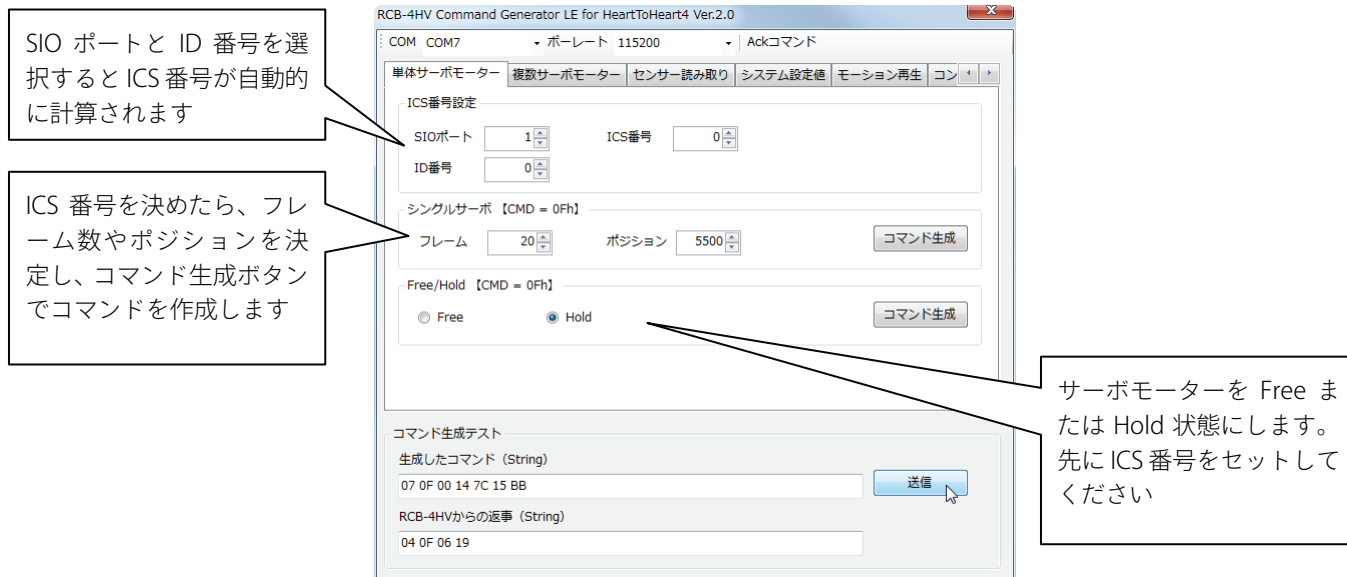 SIO ポートと ID 番号を選
択すると ICS 番号が自動的
に計算されます
ICS 番号を決めたら、フレ
ーム数やポジションを決
定し、コマンド生成ボタン
でコマンドを作成します
RCB-4HV Command Generator LE for HeartToHeart4 Ver.2.0
COM COM7 ボーレート 115200 Ackコマンド
単体サーボモーター 複数サーボモーター センサー読み取り システム設定値 モーション再生 コン
ICS番号設定
SIOポート 1 ICS番号 0
ID番号 0
シングルサーボ 【CMD = 0Fh】
フレーム 20 ポジション 5500 コマンド生成
Free/Hold 【CMD = 0Fh】
Free Hold コマンド生成
コマンド生成テスト
生成したコマンド（String）
07 0F 00 14 7C 15 BB 送信
RCB-4HVからの返事（String）
04 0F 06 19
サーボモーターを Free ま
たは Hold 状態にします。
先に ICS 番号をセットして
ください